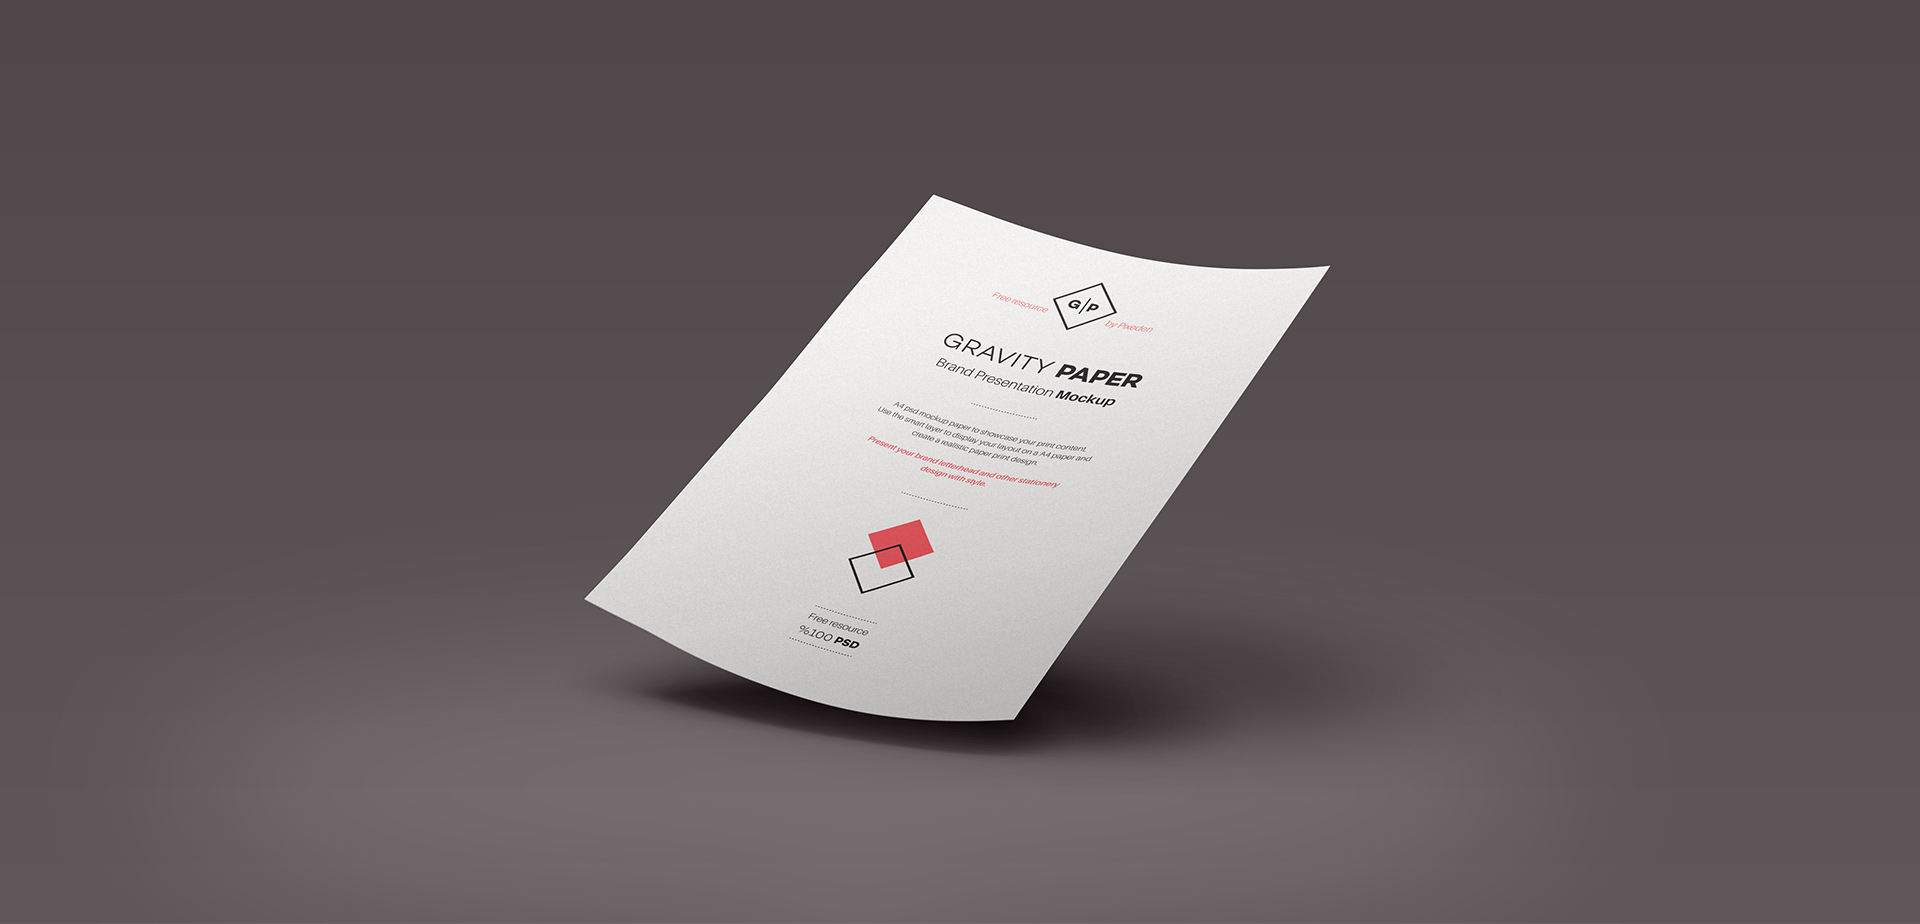 Free resource
G/P
by Pixeden
GRAVITY PAPER
Brand Presentation Mockup
A4 psd mockup paper to showcase your print content.
Use the smart layer to display your layout on a A4 paper and
create a realistic paper print design.
Present your brand letterhead and other stationery
design with style.
Free resource
%100 PSD